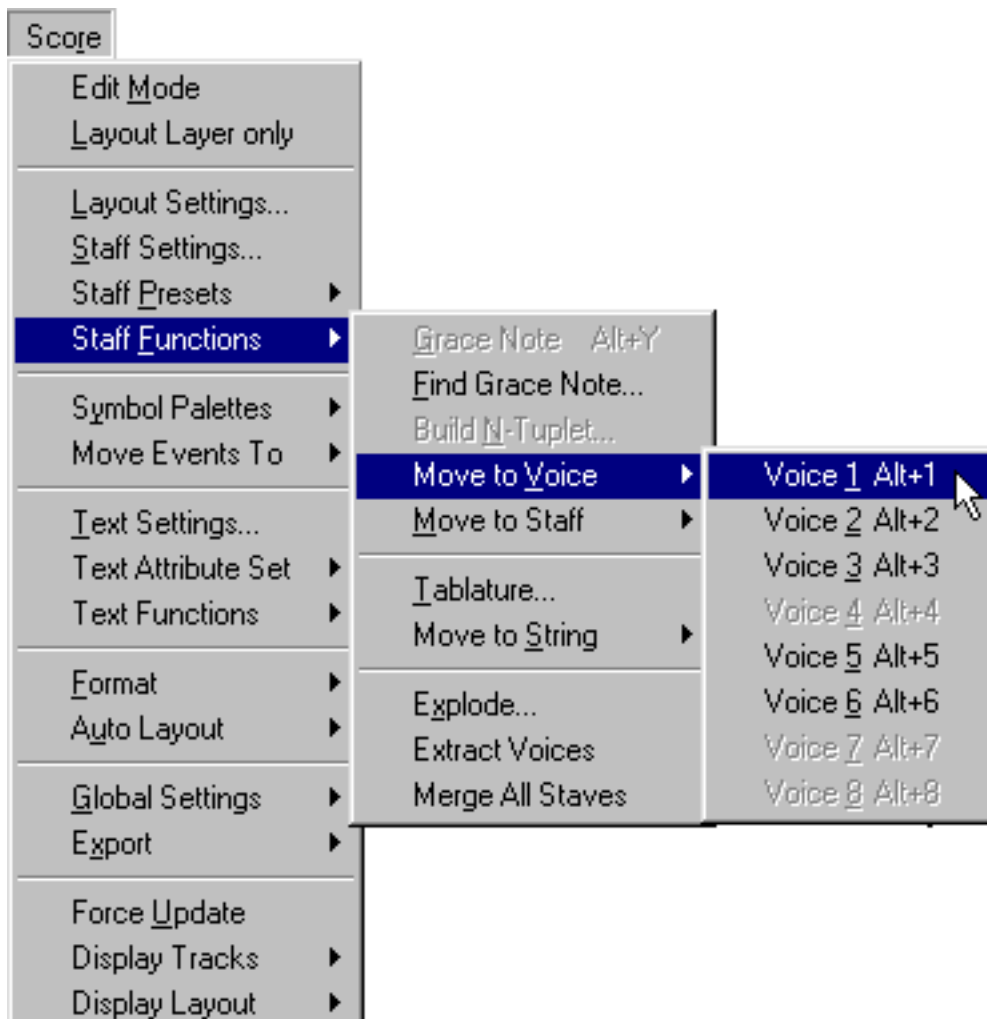 Score
Edit Mode
Layout Layer only
Layout Settings...
Staff Settings...
Staff Presets
Staff Functions
Symbol Palettes
Move Events To
Text Settings...
Text Attribute Set
Text Functions
Format
Auto Layout
Global Settings
Export
Force Update
Display Tracks
Display Layout
Grace Note Alt+Y
Find Grace Note...
Build N-Tuplet...
Move to Voice
Move to Staff
Tablature...
Move to String
Explode...
Extract Voices
Merge All Staves
Voice 1 Alt+1
Voice 2 Alt+2
Voice 3 Alt+3
Voice 4 Alt+4
Voice 5 Alt+5
Voice 6 Alt+6
Voice 7 Alt+7
Voice 8 Alt+8